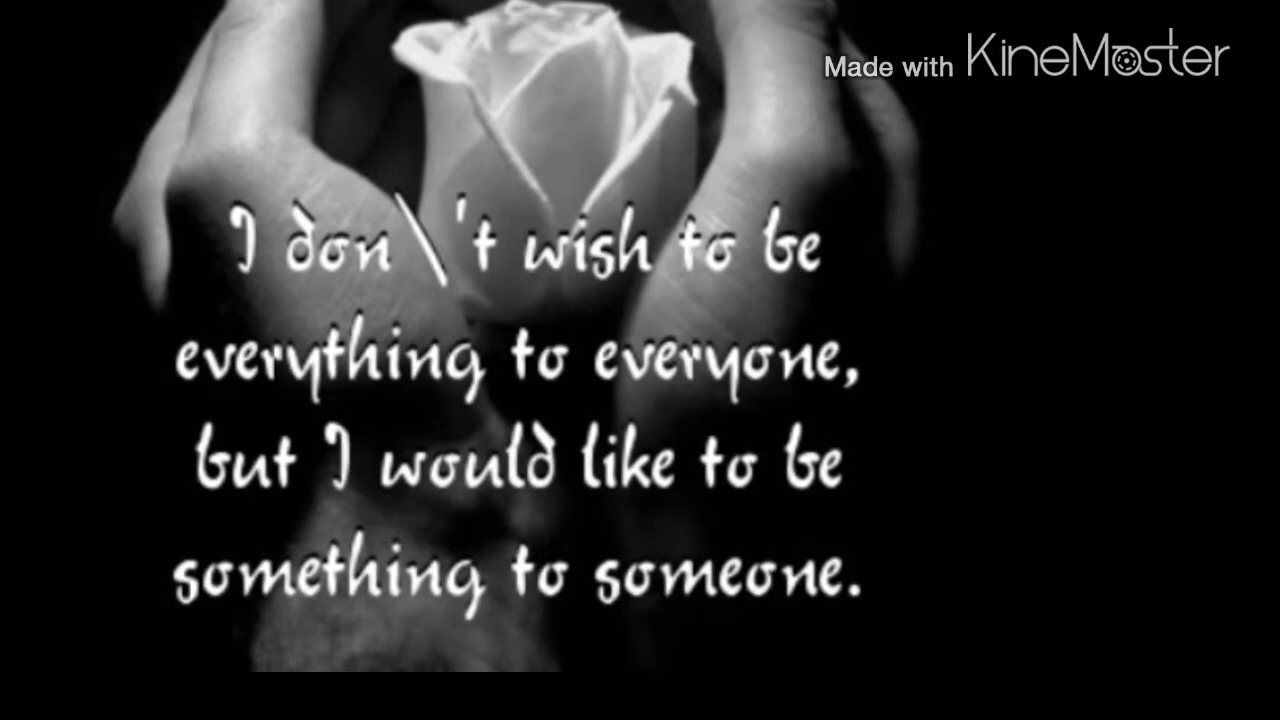 Made with KineMaster
I don\'t wish to be
everything to everyone,
but I would like to be
something to someone.